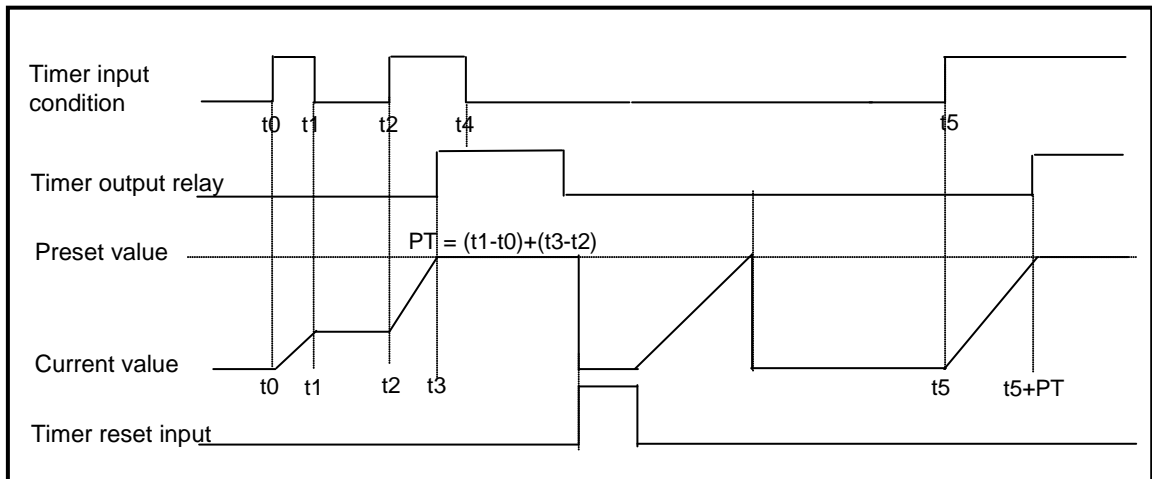 Timer input
condition
t0 t1 t2 t4 t5
Timer output relay
PT = (t1-t0)+(t3-t2)
Preset value
Current value
t0 t1 t2 t3 t5 t5+PT
Timer reset input